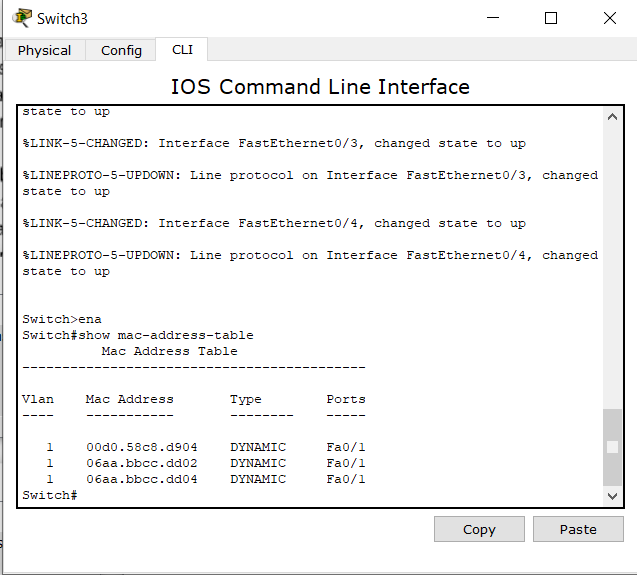 Switch3
Physical Config CLI
IOS Command Line Interface
state to up
%LINK-5-CHANGED: Interface FastEthernet0/3, changed state to up
%LINEPROTO-5-UPDOWN: Line protocol on Interface FastEthernet0/3, changed
state to up
%LINK-5-CHANGED: Interface FastEthernet0/4, changed state to up
%LINEPROTO-5-UPDOWN: Line protocol on Interface FastEthernet0/4, changed
state to up
Switch>ena
Switch#show mac-address-table
Mac Address Table
-------------------------------------------
Vlan Mac Address Type Ports
---- ----------- -------- -----
1 00d0.58c8.d904 DYNAMIC Fa0/1
1 06aa.bbcc.dd02 DYNAMIC Fa0/1
1 06aa.bbcc.dd04 DYNAMIC Fa0/1
Switch#
Copy Paste